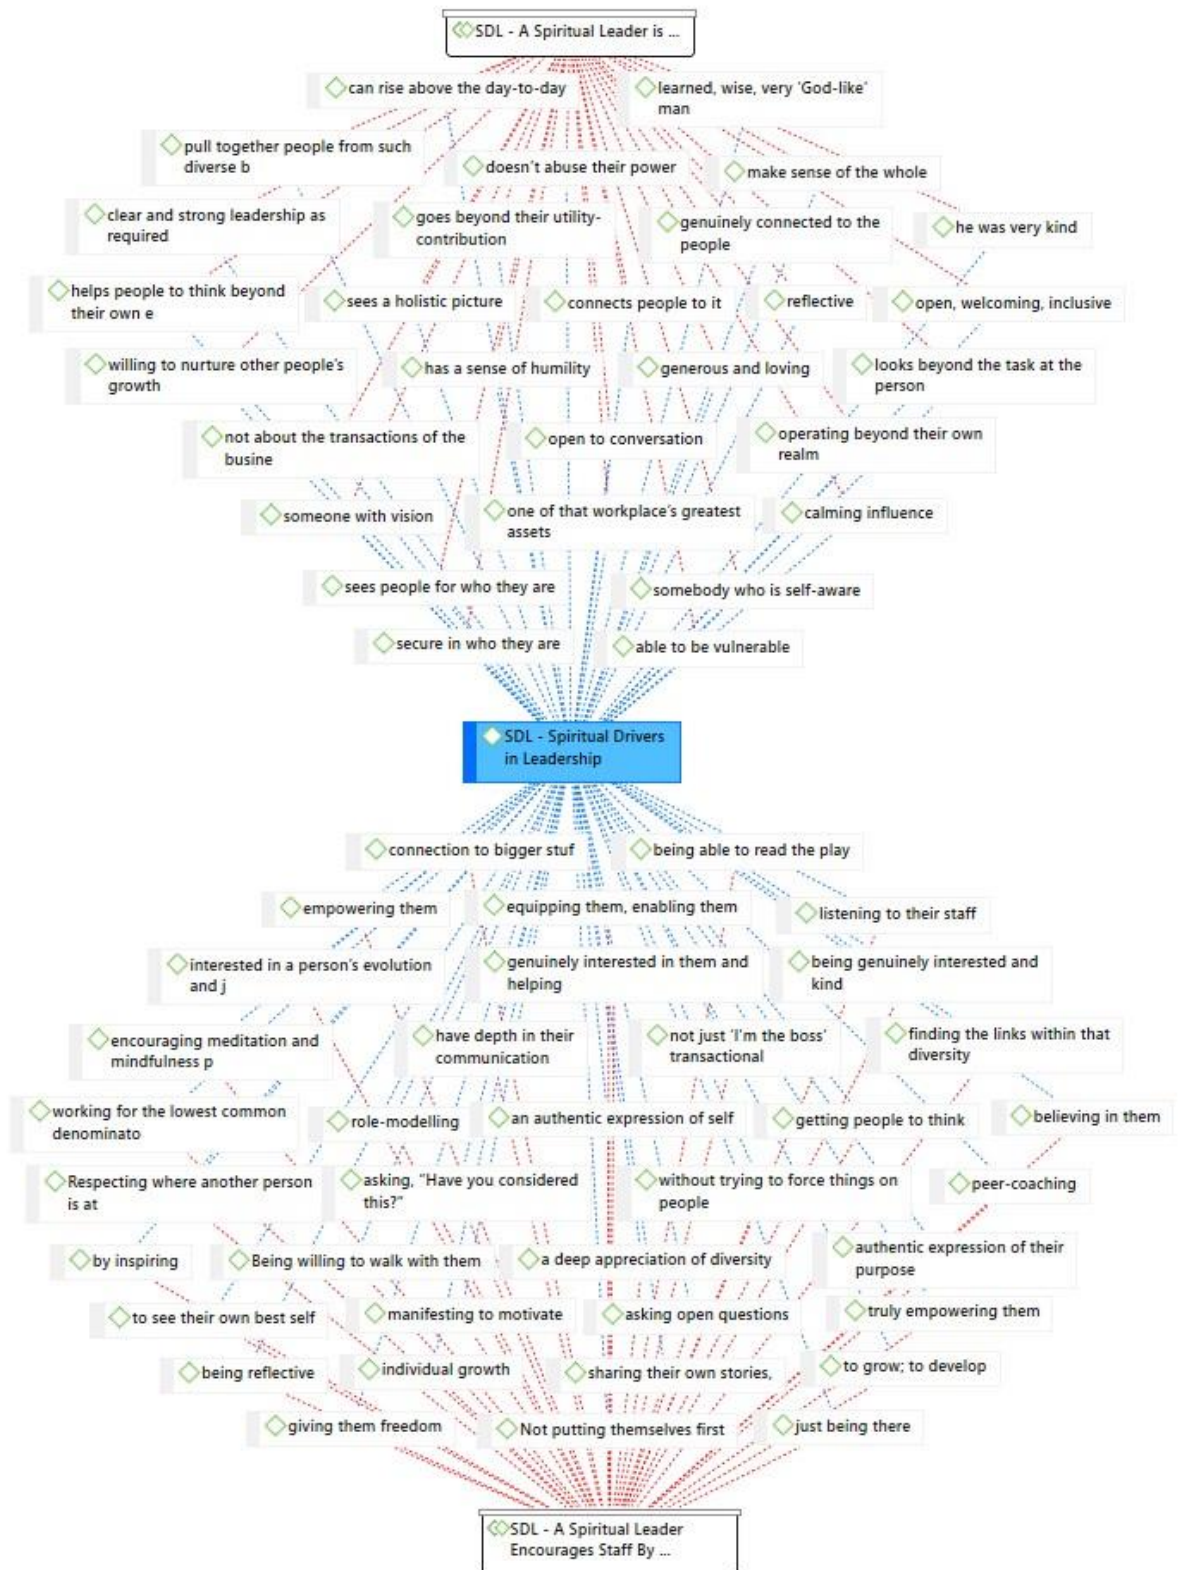 SDL - A Spiritual Leader is ...
can rise above the day-to-day
learned, wise, very 'God-like'
man
pull together people from such
diverse b
doesn't abuse their power
make sense of the whole
clear and strong leadership as
required
goes beyond their utility-
contribution
genuinely connected to the
people
he was very kind
helps people to think beyond
their own e
sees a holistic picture
connects people to it
reflective
open, welcoming, inclusive
willing to nurture other people's
growth
has a sense of humility
generous and loving
looks beyond the task at the
person
not about the transactions of the
busine
open to conversation
operating beyond their own
realm
someone with vision
one of that workplace's greatest
assets
calming influence
sees people for who they are
somebody who is self-aware
secure in who they are
able to be vulnerable
SDL - Spiritual Drivers
in Leadership
connection to bigger stuf
being able to read the play
empowering them
equipping them, enabling them
listening to their staff
interested in a person's evolution
and j
genuinely interested in them and
helping
being genuinely interested and
kind
encouraging meditation and
mindfulness p
have depth in their
communication
not just 'I'm the boss'
transactional
finding the links within that
diversity
working for the lowest common
denominato
role-modelling
an authentic expression of self
getting people to think
believing in them
Respecting where another person
is at
asking, "Have you considered
this?"
without trying to force things on
people
peer-coaching
by inspiring
Being willing to walk with them
a deep appreciation of diversity
authentic expression of their
purpose
to see their own best self
manifesting to motivate
asking open questions
truly empowering them
being reflective
individual growth
sharing their own stories,
to grow; to develop
giving them freedom
Not putting themselves first
just being there
SDL - A Spiritual Leader
Encourages Staff By ...